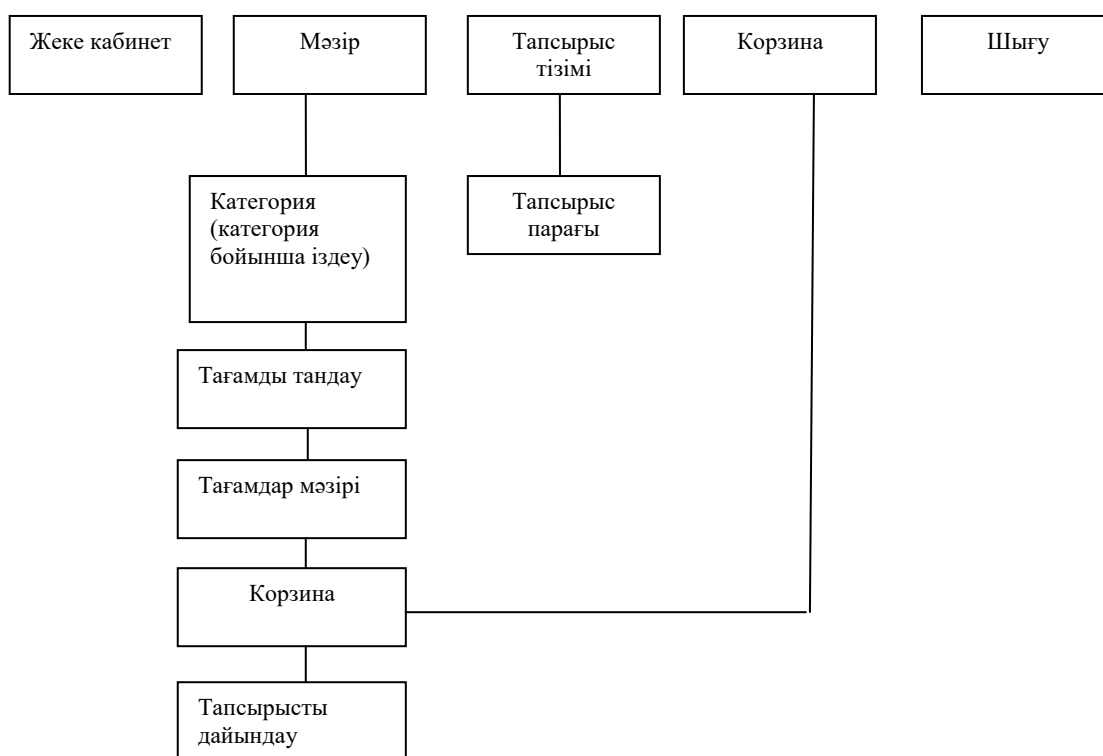 Жеке кабинет
Мәзір
Тапсырыс
тізімі
Корзина
Шығу
Категория
(категория
бойынша іздеу)
Тапсырыс
парағы
Тағамды тандау
Тағамдар мәзірі
Корзина
Тапсырысты
дайындау